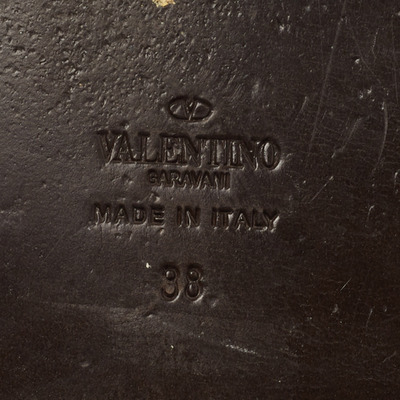 VALENTINO
GARAVANI
MADE IN ITALY
38